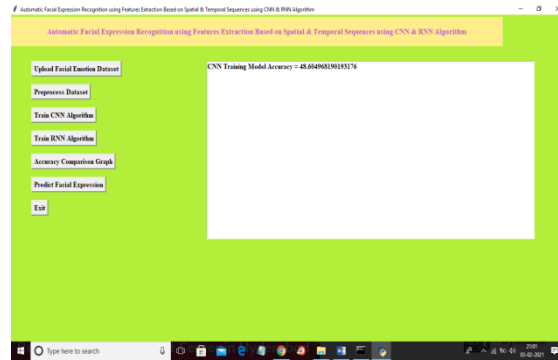 Automatic Facial Expression Recognition using Features Extraction Based on Spatial & Temporal Sequences using CNN & RNN Algorithm
Automatic Facial Expression Recognition using Features Extraction Based on Spatial & Temporal Sequences using CNN & RNN Algorithm
Upload Facial Emotion Dataset
CNN Training Model Accuracy = 48.604968190193176
Preprocess Dataset
Train CNN Algorithm
Train RNN Algorithm
Accuracy Comparison Graph
Predict Facial Expression
Exit
Type here to search
21:01
03-02-2021